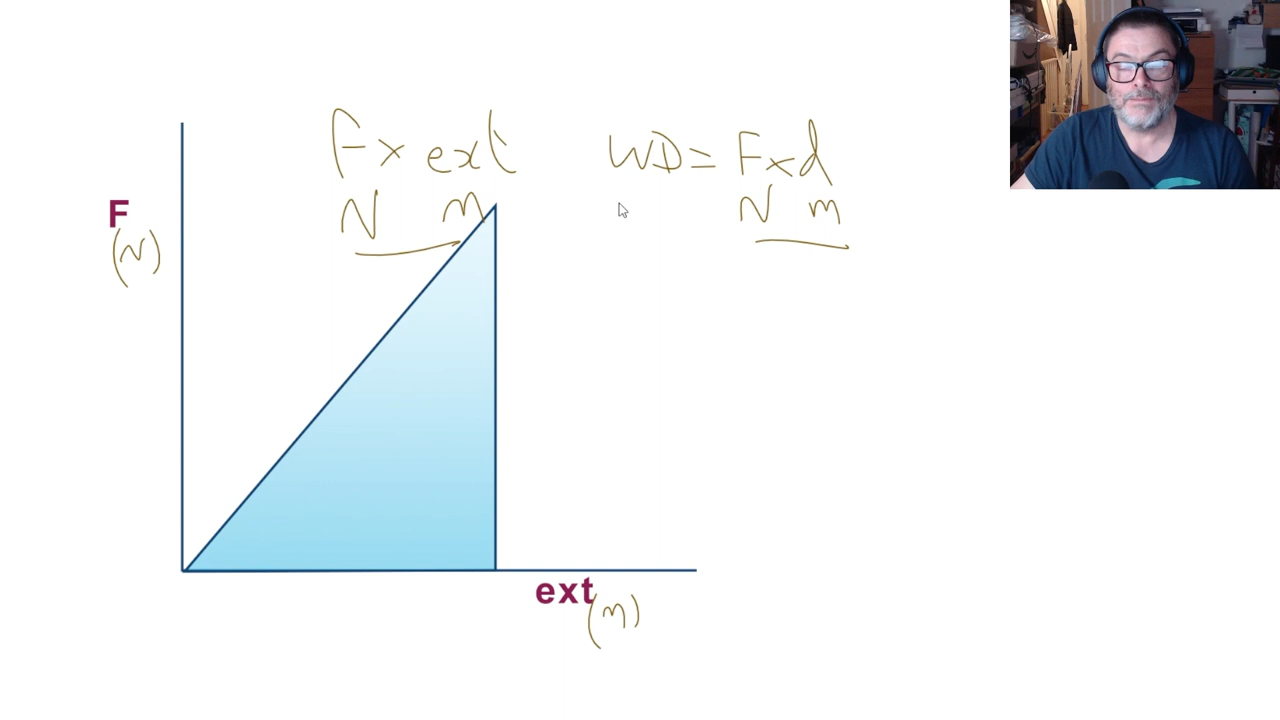 F × ext
WD = F × d
N m
N m
F
(N)
ext
(m)